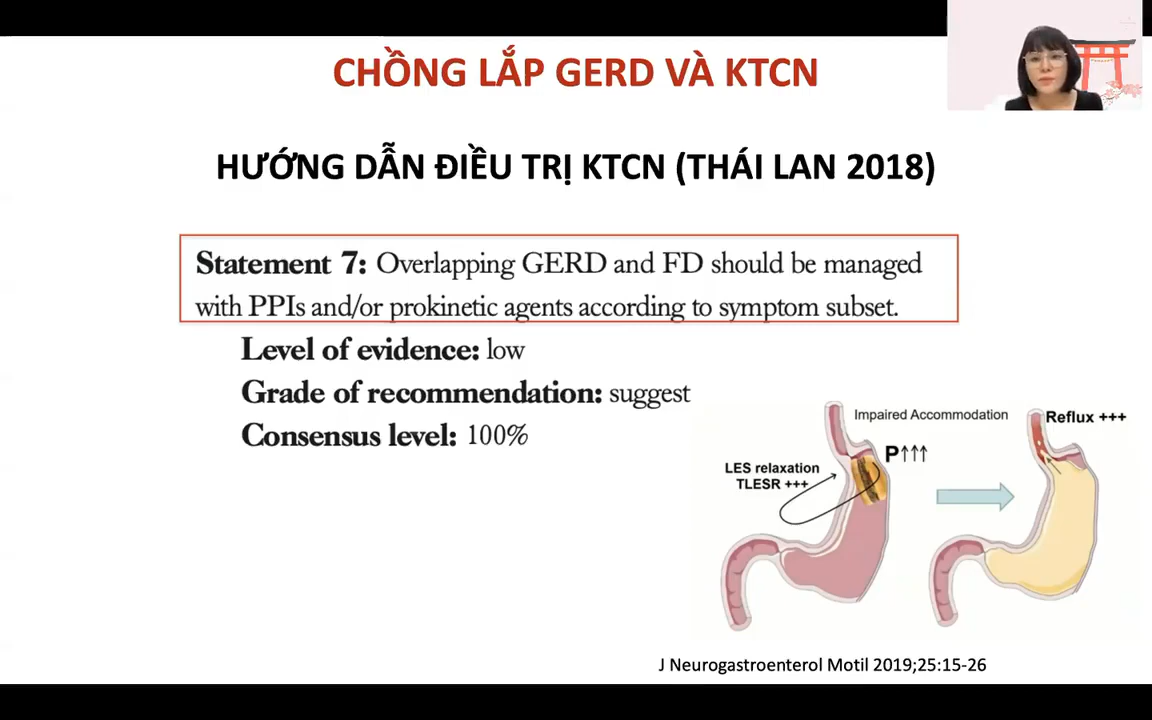 CHỒNG LẮP GERD VÀ KTCN
HƯỚNG DẪN ĐIỀU TRỊ KTCN (THÁI LAN 2018)
Statement 7: Overlapping GERD and FD should be managed
with PPIs and/or prokinetic agents according to symptom subset.
Level of evidence: low
Grade of recommendation: suggest
Consensus level: 100%
Impaired Accommodation
Reflux +++
P↑↑↑
LES relaxation
TLESR +++
J Neurogastroenterol Motil 2019;25:15-26